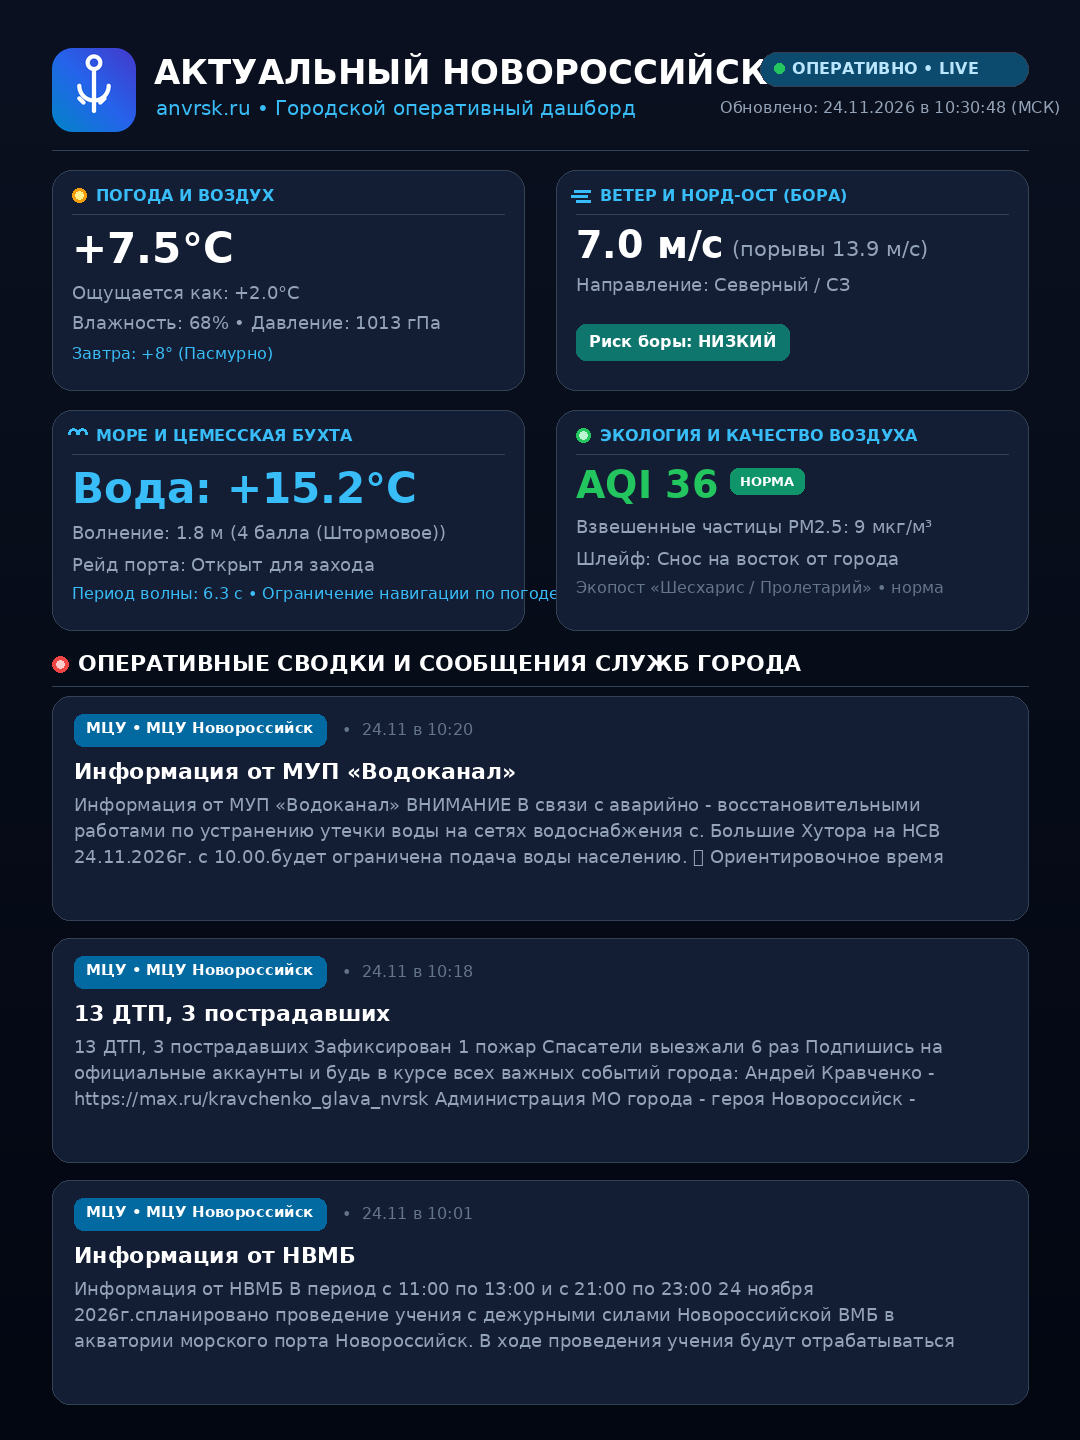 АКТУАЛЬНЫЙ НОВОРОССИЙСК
ОПЕРАТИВНО • LIVE
anvrsk.ru • Городской оперативный дашборд
Обновлено: 24.11.2026 в 10:30:48 (МСК)
ПОГОДА И ВОЗДУХ
+7.5°C
Ощущается как: +2.0°C
Влажность: 68% • Давление: 1013 гПа
Завтра: +8° (Пасмурно)
ВЕТЕР И НОРД-ОСТ (БОРА)
7.0 м/с (порывы 13.9 м/с)
Направление: Северный / СЗ
Риск боры: НИЗКИЙ
МОРЕ И ЦЕМЕССКАЯ БУХТА
Вода: +15.2°C
Волнение: 1.8 м (4 балла (Штормовое))
Рейд порта: Открыт для захода
Период волны: 6.3 с • Ограничение навигации по погоде
ЭКОЛОГИЯ И КАЧЕСТВО ВОЗДУХА
AQI 36 НОРМА
Взвешенные частицы PM2.5: 9 мкг/м³
Шлейф: Снос на восток от города
Экопост «Шесхарис / Пролетарий» • норма
ОПЕРАТИВНЫЕ СВОДКИ И СООБЩЕНИЯ СЛУЖБ ГОРОДА
МЦУ • МЦУ Новороссийск • 24.11 в 10:20
Информация от МУП «Водоканал»
Информация от МУП «Водоканал» ВНИМАНИЕ В связи с аварийно - восстановительными
работами по устранению утечки воды на сетях водоснабжения с. Большие Хутора на НСВ
24.11.2026г. с 10.00.будет ограничена подача воды населению. Ориентировочное время
МЦУ • МЦУ Новороссийск • 24.11 в 10:18
13 ДТП, 3 пострадавших
13 ДТП, 3 пострадавших Зафиксирован 1 пожар Спасатели выезжали 6 раз Подпишись на
официальные аккаунты и будь в курсе всех важных событий города: Андрей Кравченко -
https://max.ru/kravchenko_glava_nvrsk Администрация МО города - героя Новороссийск -
МЦУ • МЦУ Новороссийск • 24.11 в 10:01
Информация от НВМБ
Информация от НВМБ В период с 11:00 по 13:00 и с 21:00 по 23:00 24 ноября
2026г.спланировано проведение учения с дежурными силами Новороссийской ВМБ в
акватории морского порта Новороссийск. В ходе проведения учения будут отрабатываться